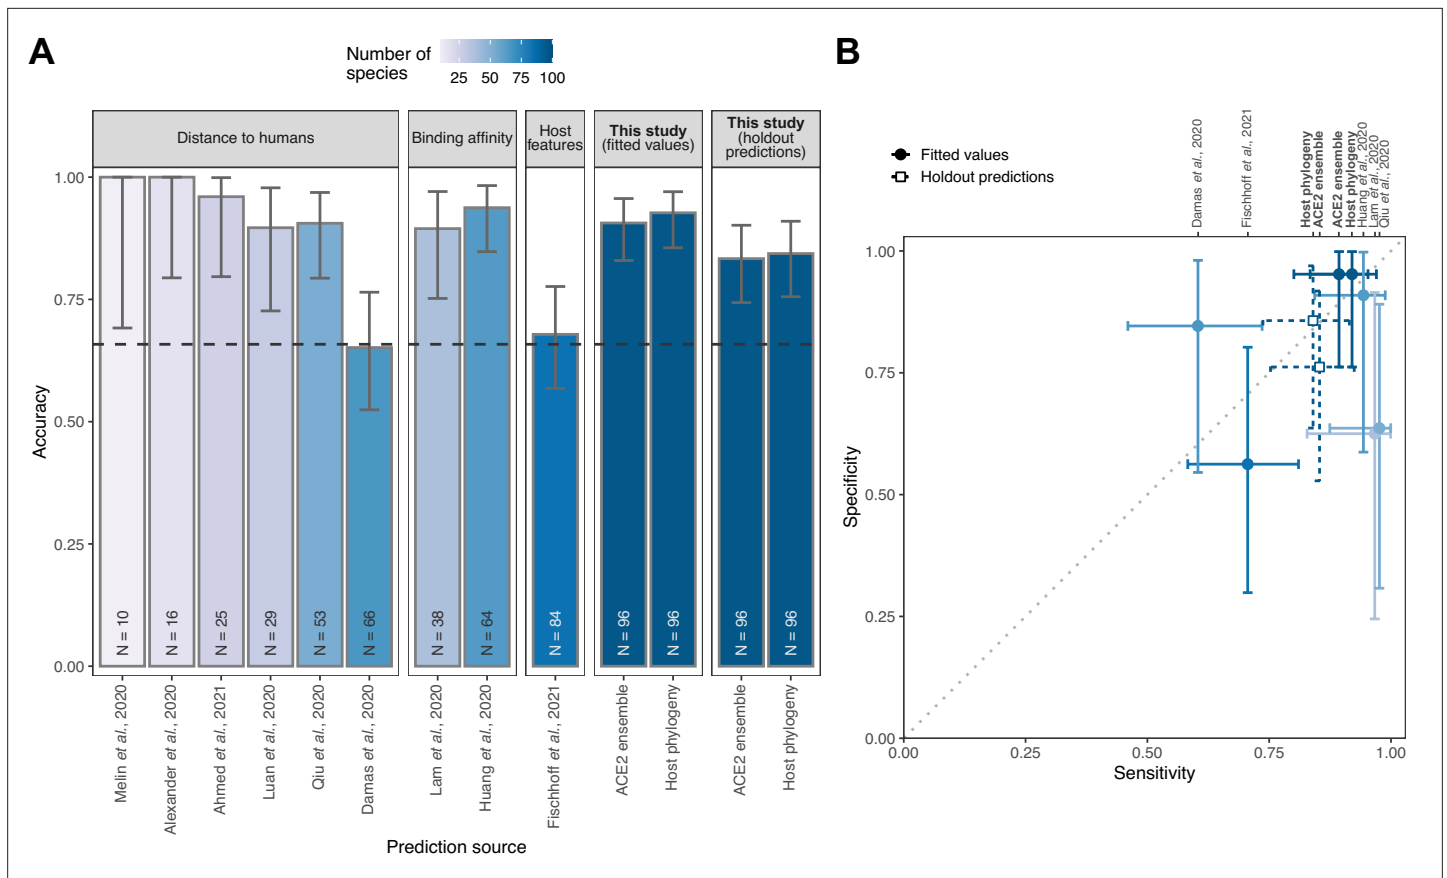 A
Number of
species
25 50 75 100
Distance to humans
Binding affinity
Host
features
This study
(fitted values)
This study
(holdout
predictions)
Accuracy
1.00
0.75
0.50
0.25
0.00
N = 10
N = 16
N = 25
N = 29
N = 53
N = 66
N = 38
N = 64
N = 84
N = 96
N = 96
N = 96
N = 96
Melin et al., 2020
Alexander et al., 2020
Ahmed et al., 2021
Luan et al., 2020
Qiu et al., 2020
Damas et al., 2020
Lam et al., 2020
Huang et al., 2020
Fischhoff et al., 2021
ACE2 ensemble
Host phylogeny
ACE2 ensemble
Host phylogeny
Prediction source
B
Fitted values
Holdout predictions
Damas et al., 2020
Fischhoff et al., 2021
Host phylogeny
ACE2 ensemble
ACE2 ensemble
Host phylogeny
Huang et al., 2020
Lam et al., 2020
Qiu et al., 2020
Specificity
1.00
0.75
0.50
0.25
0.00
0.00 0.25 0.50 0.75 1.00
Sensitivity